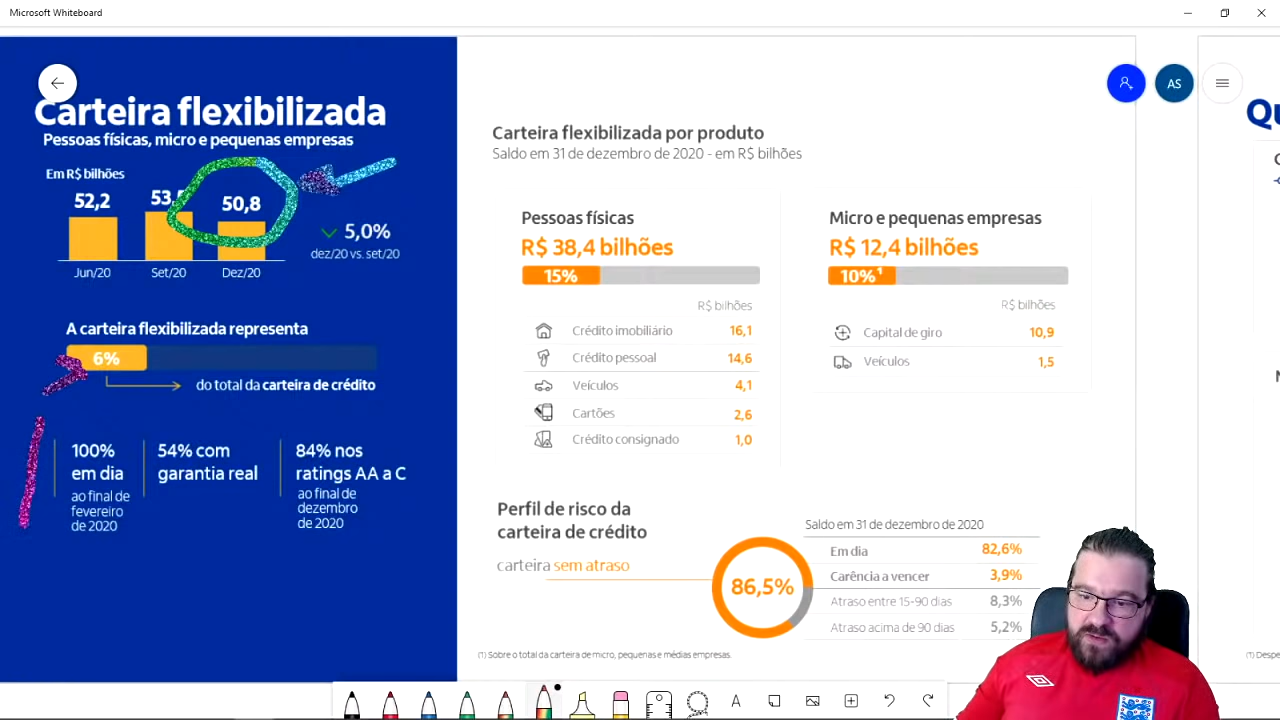 Microsoft Whiteboard
AS
Carteira flexibilizada
Pessoas físicas, micro e pequenas empresas
Em R$ bilhões
52,2
50,8
5,0%
dez/20 vs. set/20
Jun/20
Set/20
Dez/20
A carteira flexibilizada representa
6%
do total da carteira de crédito
100%
em dia
ao final de
fevereiro
de 2020
54% com
garantia real
84% nos
ratings AA a C
ao final de
dezembro
de 2020
Carteira flexibilizada por produto
Saldo em 31 de dezembro de 2020 - em R$ bilhões
Pessoas físicas
R$ 38,4 bilhões
15%
R$ bilhões
Crédito imobiliário 16,1
Crédito pessoal 14,6
Veículos 4,1
Cartões 2,6
Crédito consignado 1,0
Micro e pequenas empresas
R$ 12,4 bilhões
10%¹
R$ bilhões
Capital de giro 10,9
Veículos 1,5
Perfil de risco da
carteira de crédito
carteira sem atraso
86,5%
Saldo em 31 de dezembro de 2020
Em dia 82,6%
Carência a vencer 3,9%
Atraso entre 15-90 dias 8,3%
Atraso acima de 90 dias 5,2%
(1) Sobre o total da carteira de micro, pequenas e médias empresas.